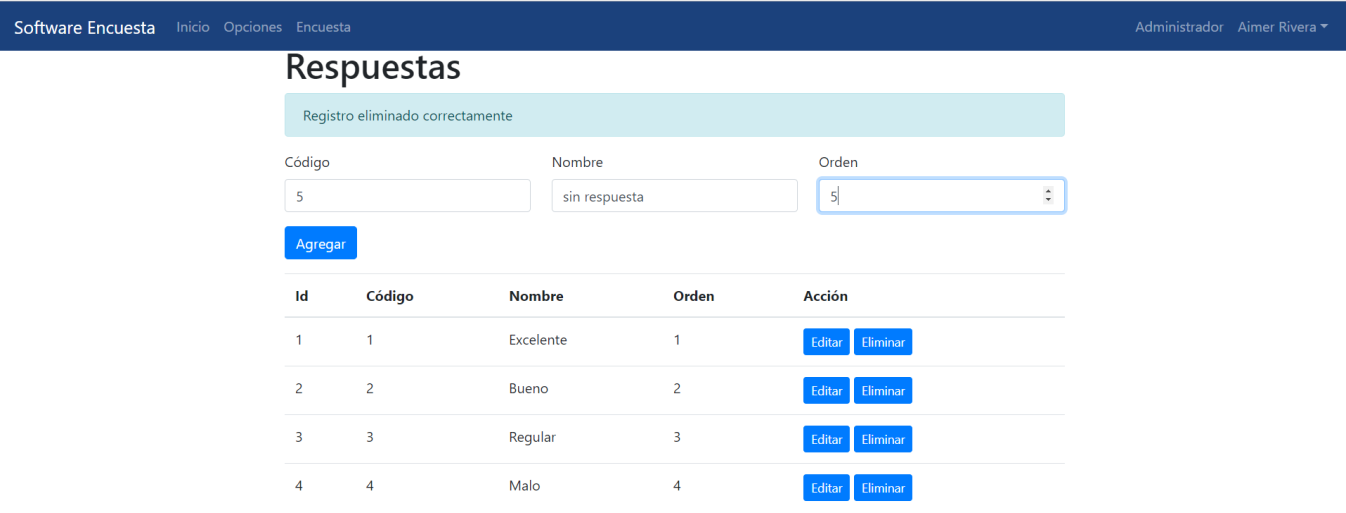 Software Encuesta Inicio Opciones Encuesta Administrador Aimer Rivera
Respuestas
Registro eliminado correctamente
Código Nombre Orden
5 sin respuesta 5
Agregar
Id Código Nombre Orden Acción
1 1 Excelente 1 Editar Eliminar
2 2 Bueno 2 Editar Eliminar
3 3 Regular 3 Editar Eliminar
4 4 Malo 4 Editar Eliminar